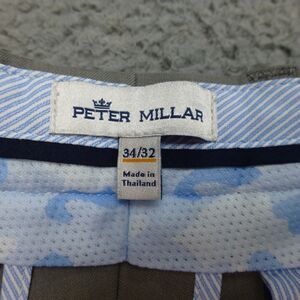 PETER MILLAR
34/32
Made in
Thailand